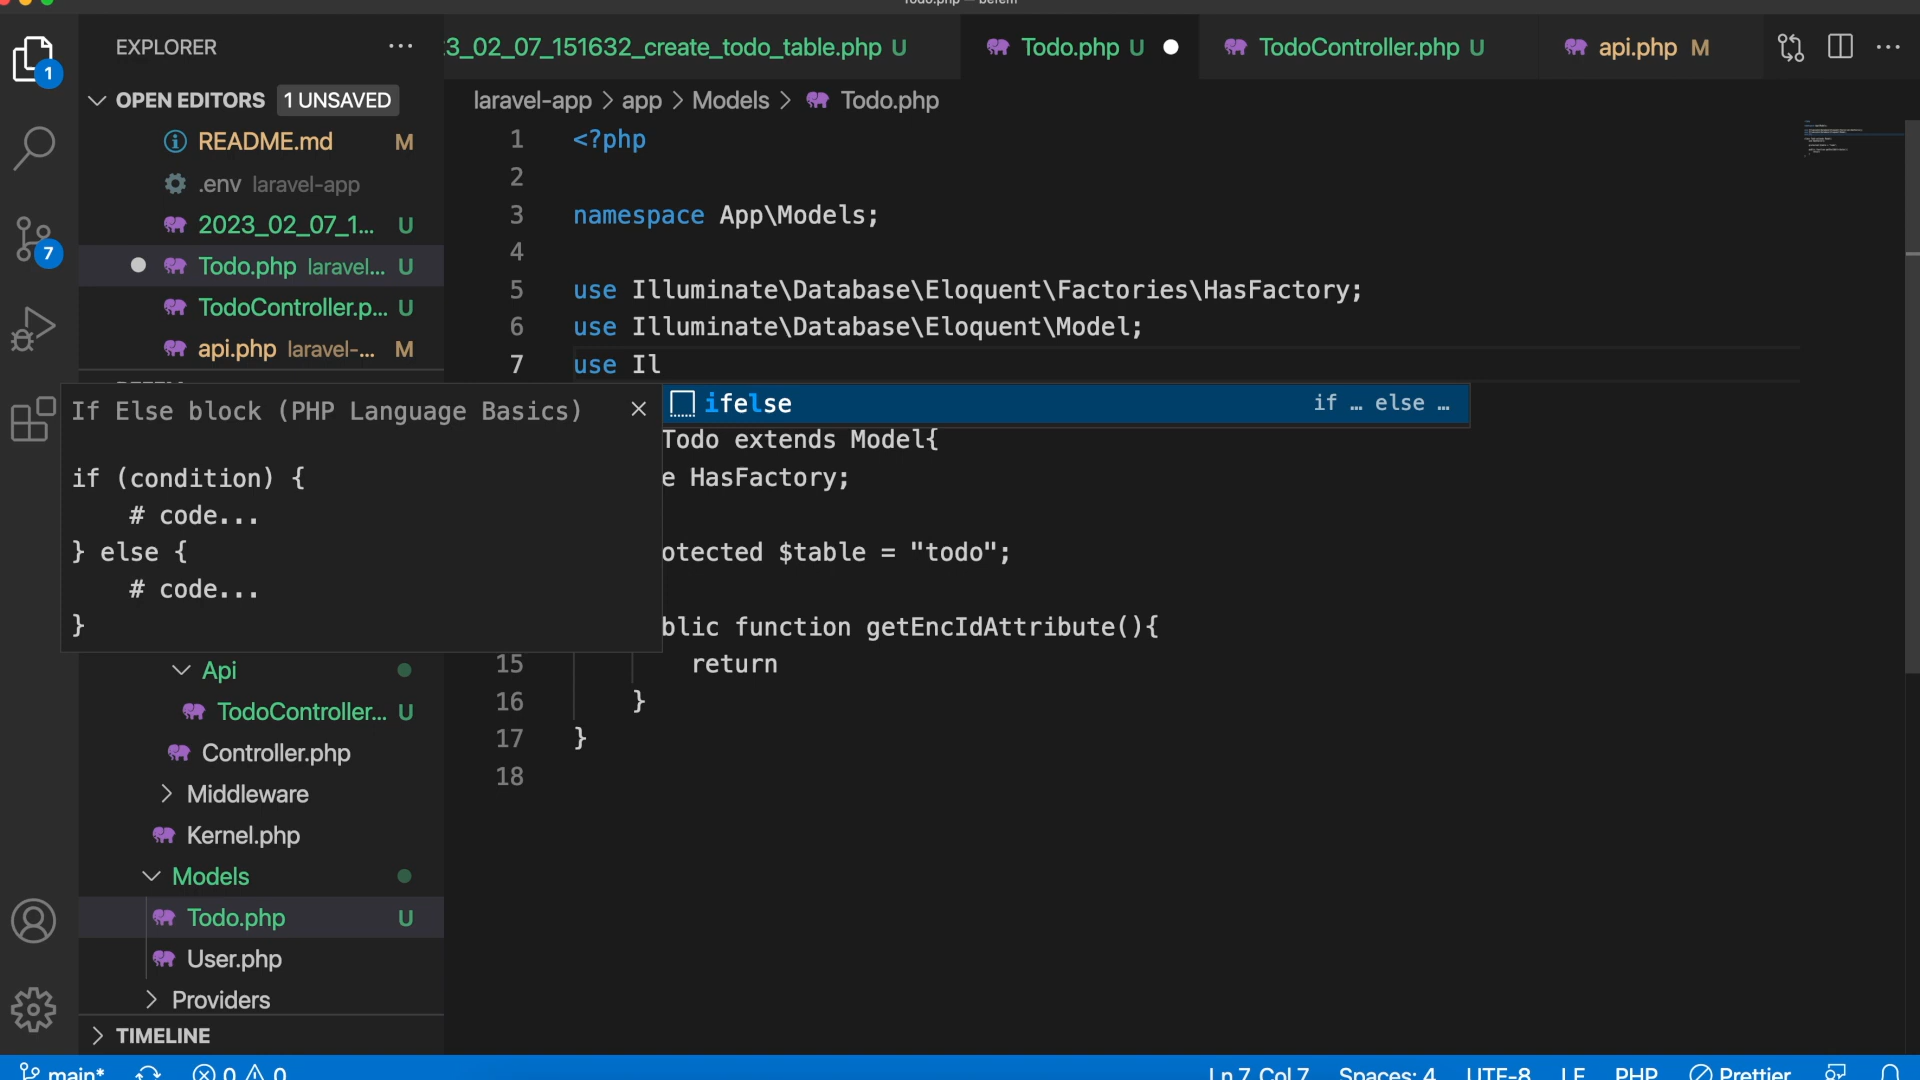 EXPLORER
OPEN EDITORS 1 UNSAVED
README.md M
.env laravel-app
2023_02_07_1... U
Todo.php laravel... U
TodoController.p... U
api.php laravel-... M
1
7
3_02_07_151632_create_todo_table.php U
Todo.php U
TodoController.php U
api.php M
laravel-app > app > Models > Todo.php
1 <?php
2
3 namespace App\Models;
4
5 use Illuminate\Database\Eloquent\Factories\HasFactory;
6 use Illuminate\Database\Eloquent\Model;
7 use Il
ifelse if … else …
If Else block (PHP Language Basics)
if (condition) {
# code...
} else {
# code...
}
Todo extends Model{
e HasFactory;
otected $table = "todo";
blic function getEncIdAttribute(){
15 return
16 }
17 }
18
Api
TodoController... U
Controller.php
Middleware
Kernel.php
Models
Todo.php U
User.php
Providers
TIMELINE
main* 0 0
Ln 7, Col 7 Spaces: 4 UTF-8 LF PHP Prettier